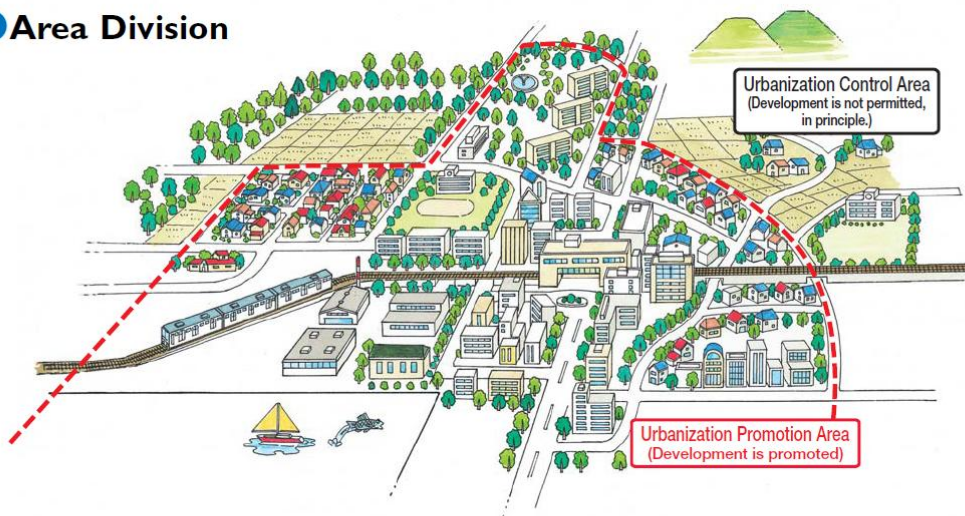 Area Division
Urbanization Control Area
(Development is not permitted,
in principle.)
Urbanization Promotion Area
(Development is promoted)